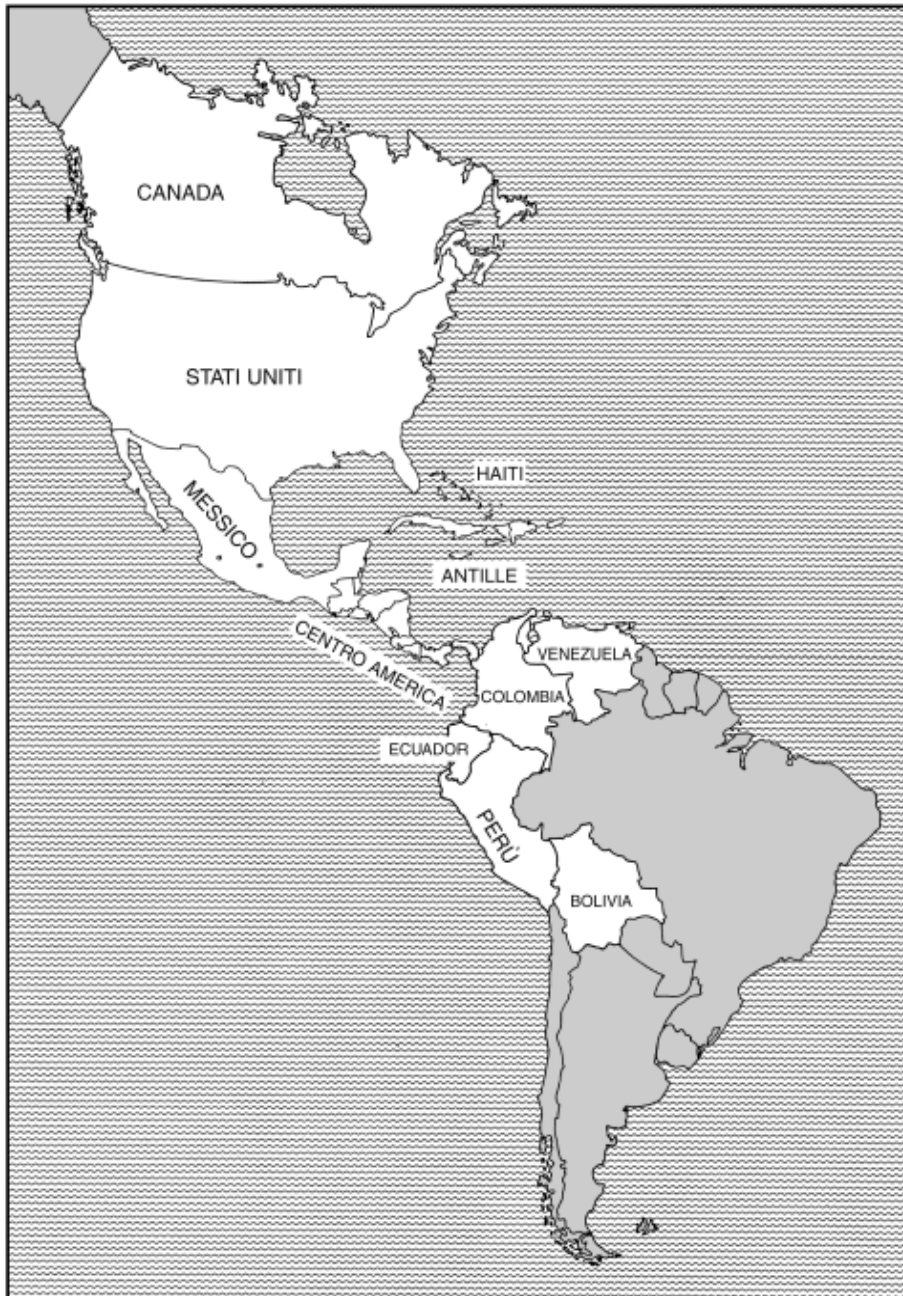 CANADA
STATI UNITI
HAITI
MESSICO
ANTILLE
CENTRO AMERICA
VENEZUELA
COLOMBIA
ECUADOR
PERÙ
BOLIVIA